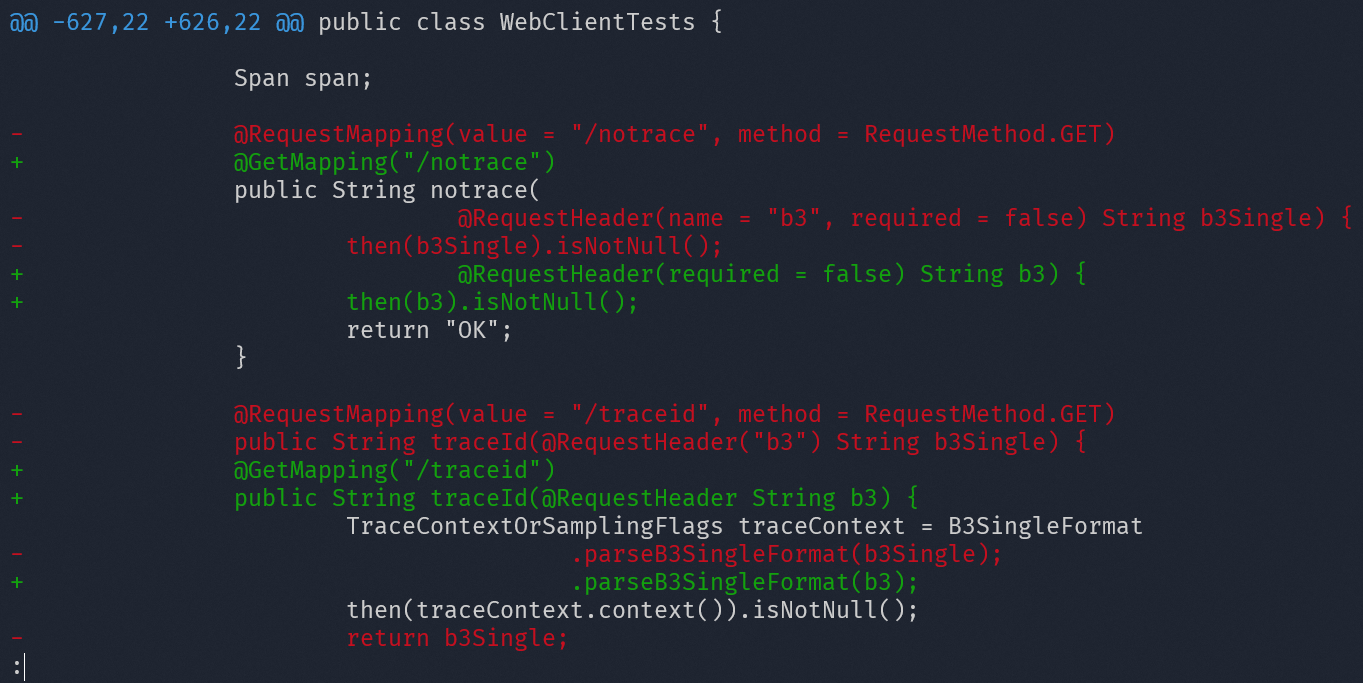 @@ -627,22 +626,22 @@ public class WebClientTests {
                Span span;
-               @RequestMapping(value = "/notrace", method = RequestMethod.GET)
+               @GetMapping("/notrace")
                public String notrace(
-                               @RequestHeader(name = "b3", required = false) String b3Single) {
-                       then(b3Single).isNotNull();
+                               @RequestHeader(required = false) String b3) {
+                       then(b3).isNotNull();
                        return "OK";
                }
-               @RequestMapping(value = "/traceid", method = RequestMethod.GET)
-               public String traceId(@RequestHeader("b3") String b3Single) {
+               @GetMapping("/traceid")
+               public String traceId(@RequestHeader String b3) {
                        TraceContextOrSamplingFlags traceContext = B3SingleFormat
-                                       .parseB3SingleFormat(b3Single);
+                                       .parseB3SingleFormat(b3);
                        then(traceContext.context()).isNotNull();
-                       return b3Single;
: